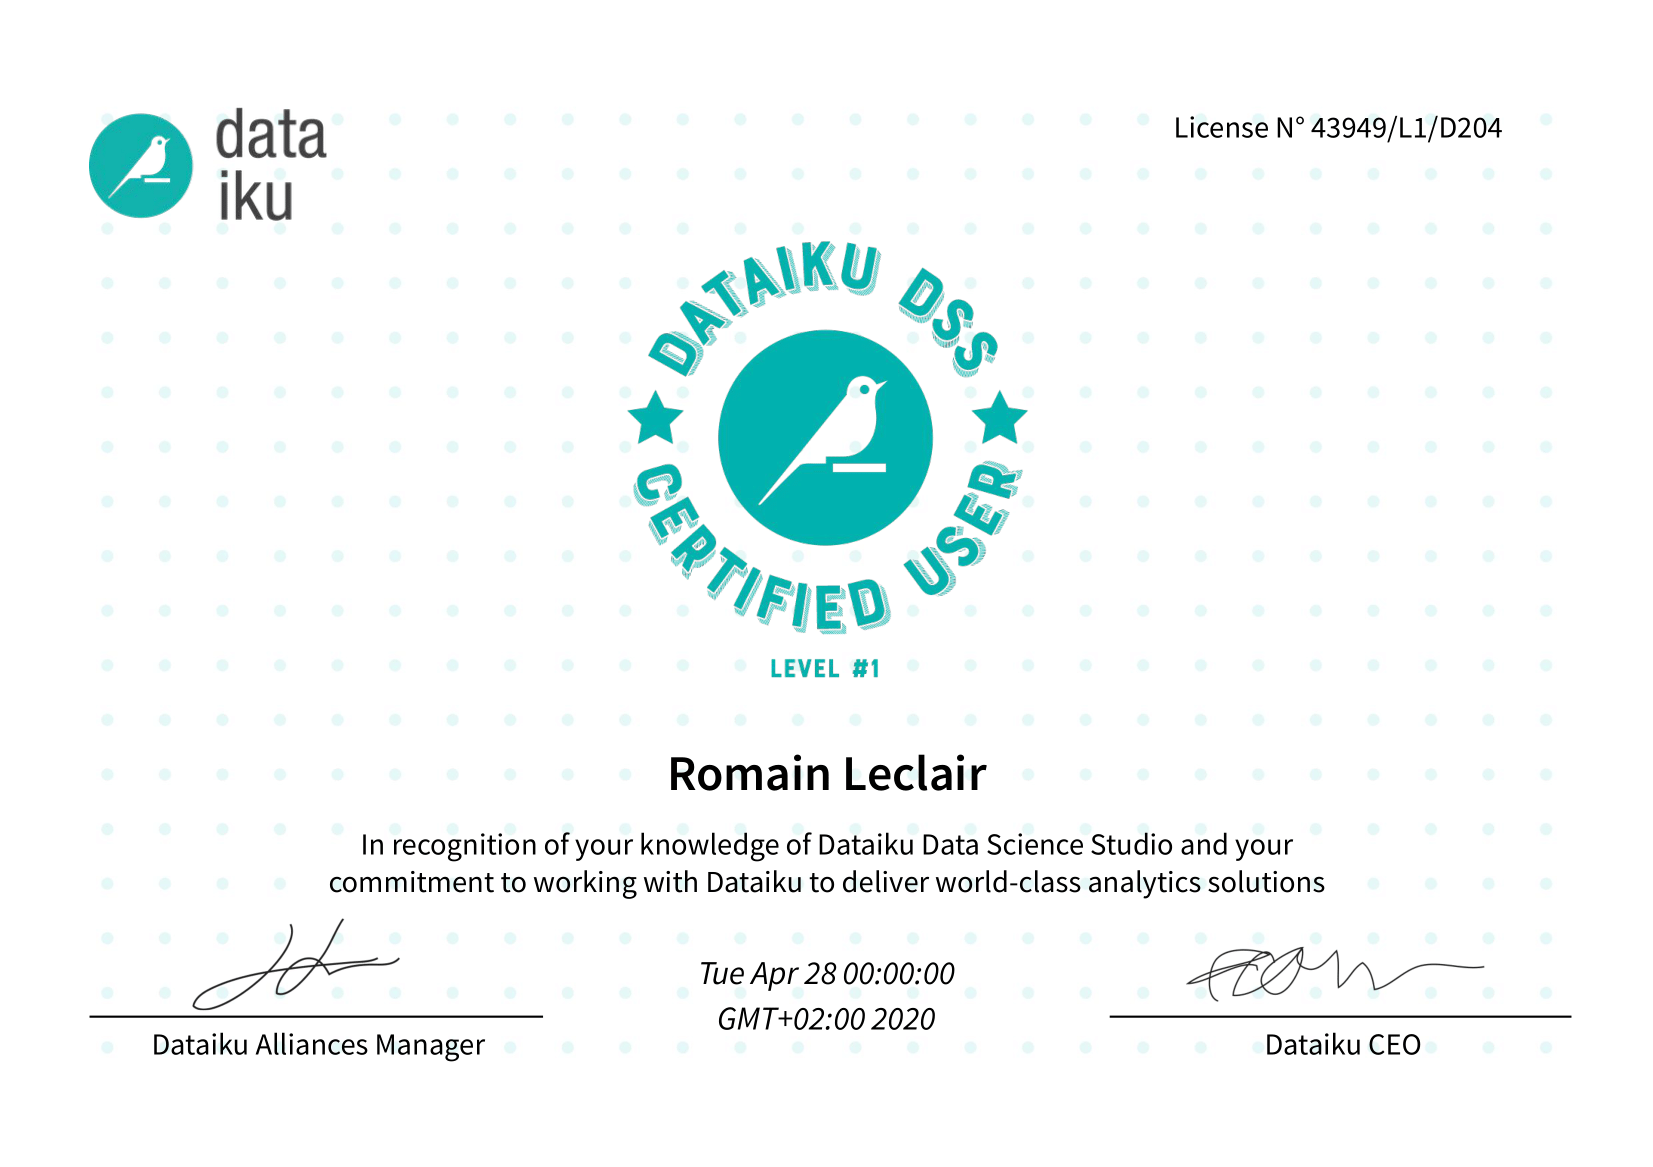 data
iku
License N° 43949/L1/D204
DATAIKU DSS
CERTIFIED USER
LEVEL #1
Romain Leclair
In recognition of your knowledge of Dataiku Data Science Studio and your
commitment to working with Dataiku to deliver world-class analytics solutions
Tue Apr 28 00:00:00
GMT+02:00 2020
Dataiku Alliances Manager
Dataiku CEO